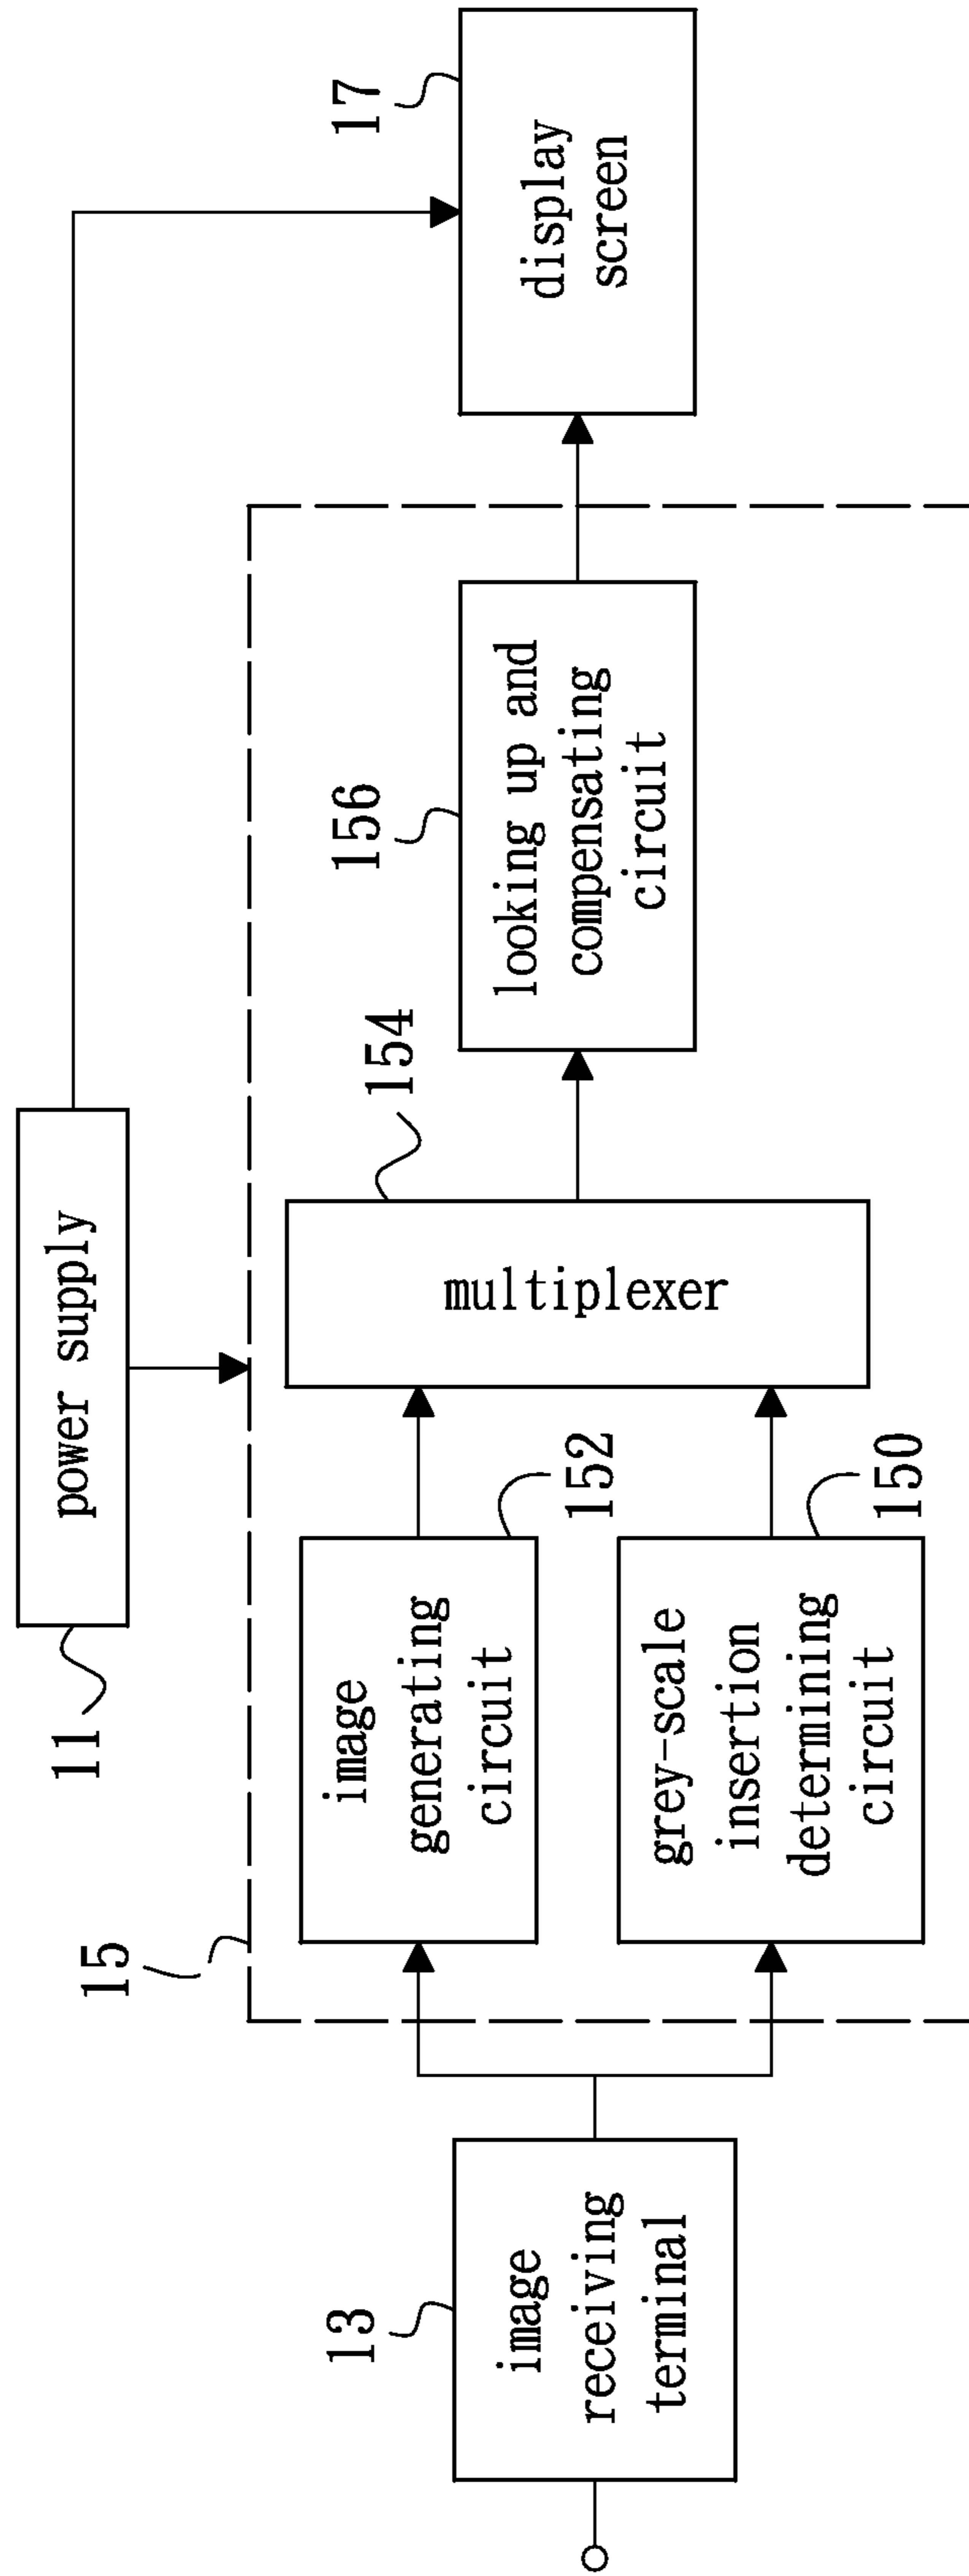 11
power supply
15
13
image
receiving
terminal
image
generating
circuit
152
grey-scale
insertion
determining
circuit
150
multiplexer
154
looking up and
compensating
circuit
156
display
screen
17